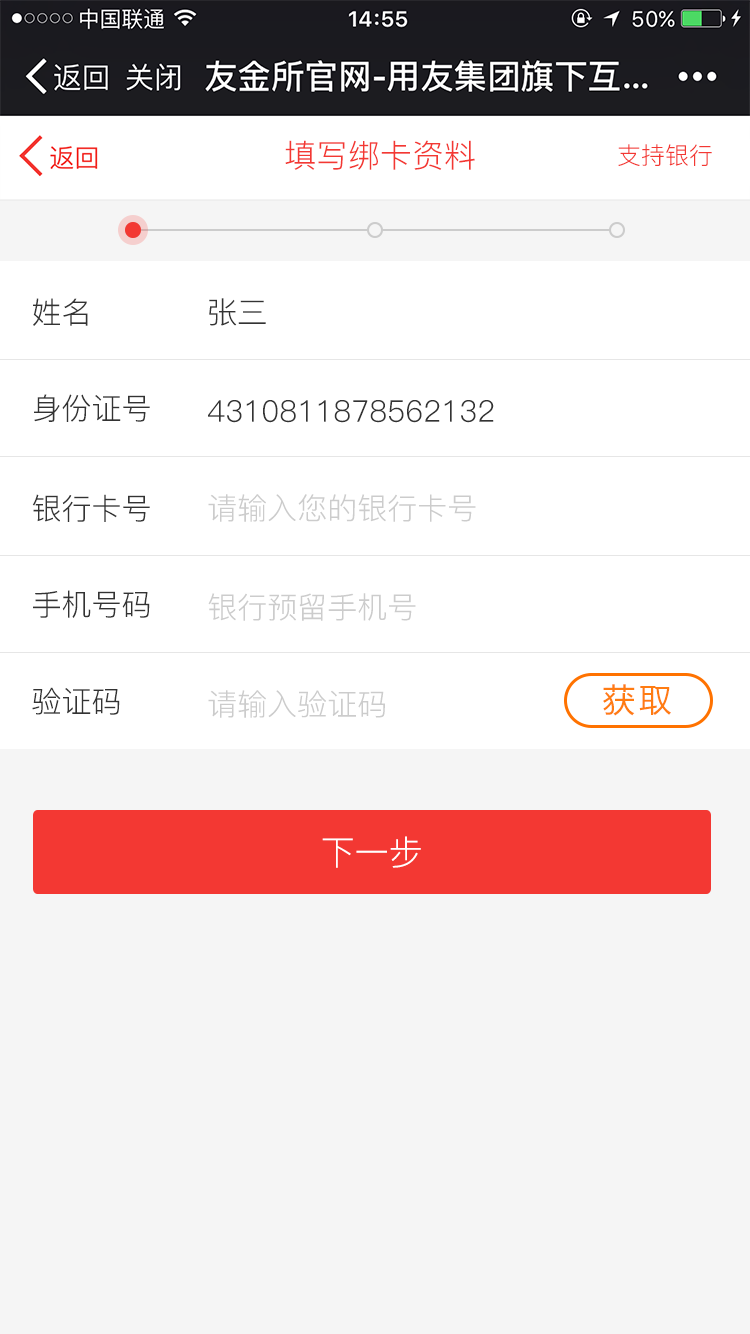 中国联通 14:55 50%
返回 关闭 友金所官网-用友集团旗下互...
返回 填写绑卡资料 支持银行
姓名 张三
身份证号 4310811878562132
银行卡号 请输入您的银行卡号
手机号码 银行预留手机号
验证码 请输入验证码 获取
下一步